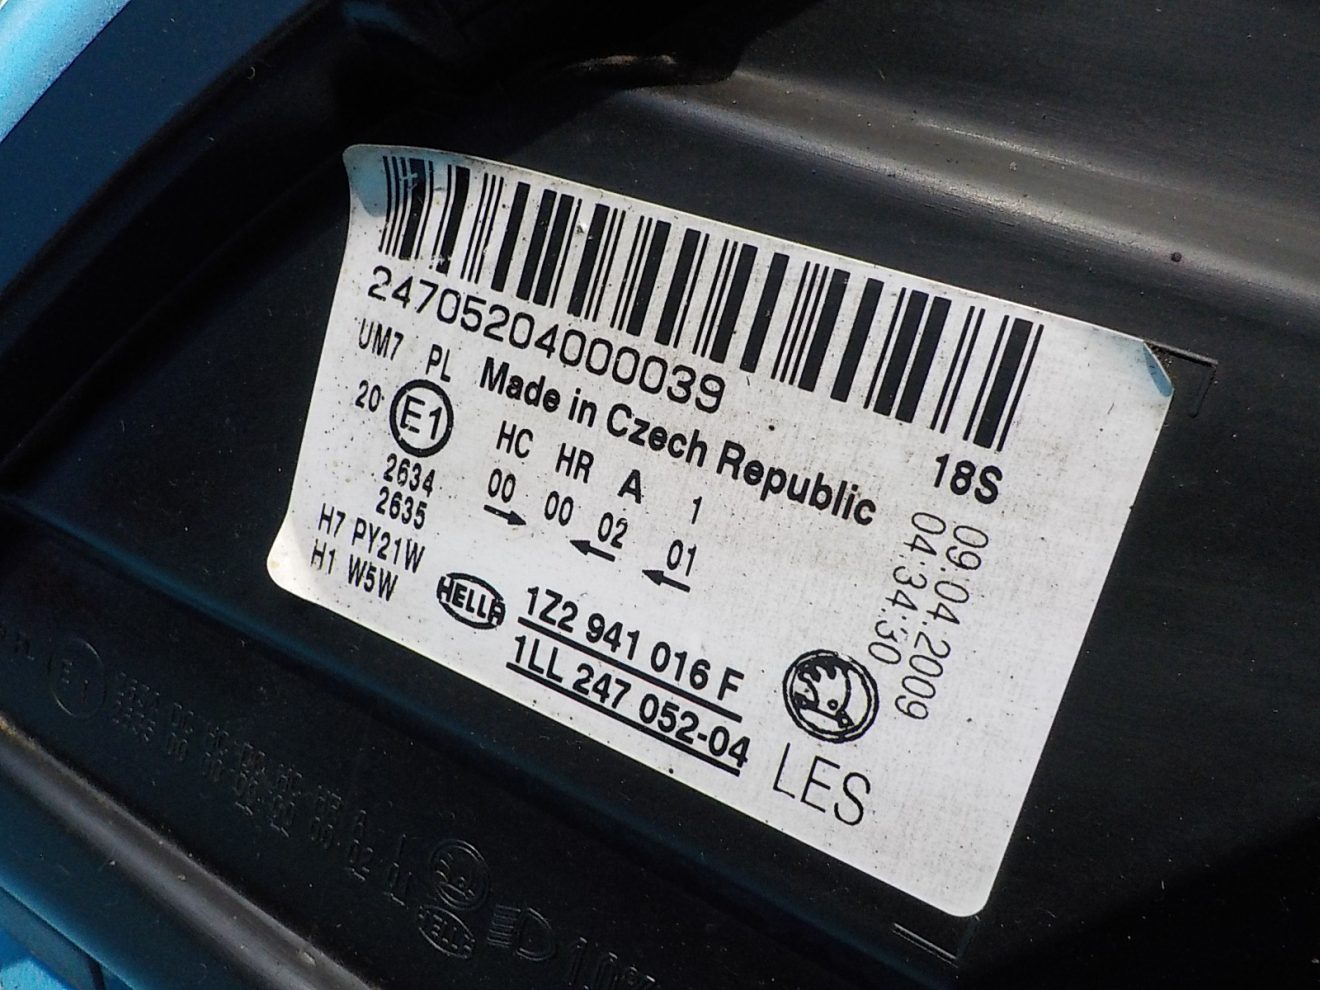 24705204000039
UM7 PL Made in Czech Republic 18S
20 E1 HC HR A 1
2634 00 00 02 01
2635
H7 PY21W
H1 W5W
HELLA 1Z2 941 016 F
1LL 247 052-04
09.04.2009
04:34:30
LES
E1
HELLA